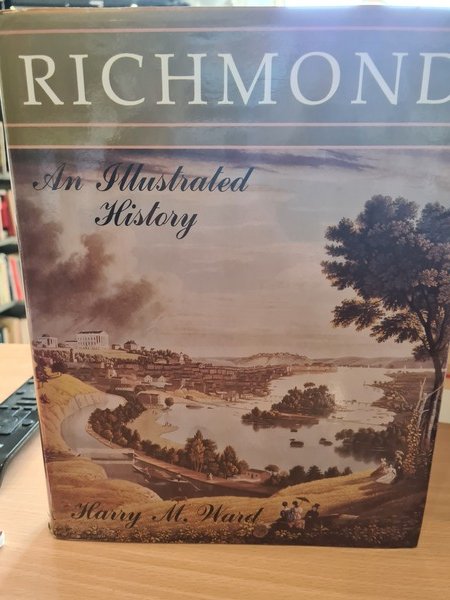 RICHMOND
An Illustrated
History
Harry M. Ward